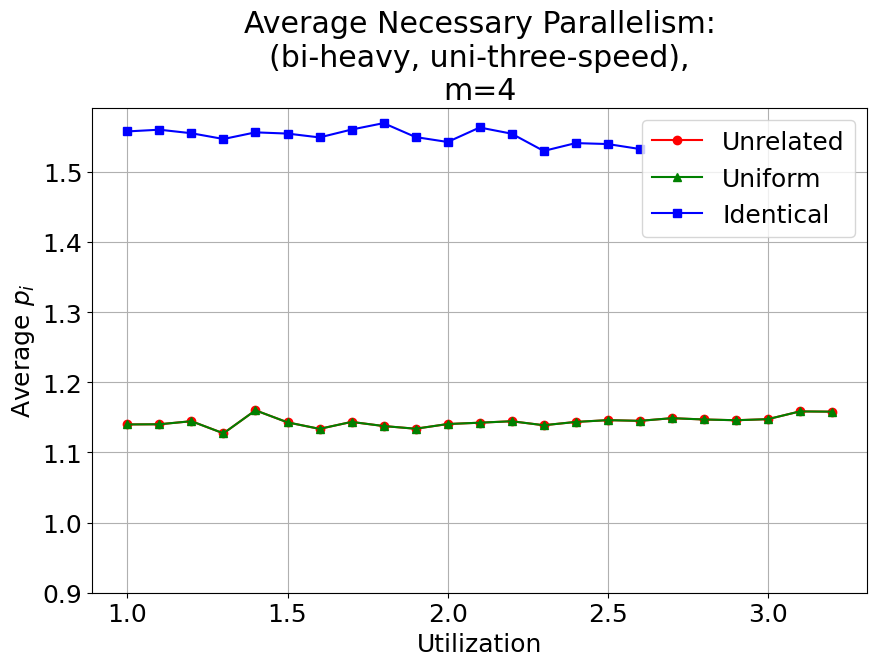 Average Necessary Parallelism:
(bi-heavy, uni-three-speed),
m=4
Unrelated
Uniform
Identical
Average pᵢ
1.5
1.4
1.3
1.2
1.1
1.0
0.9
1.0 1.5 2.0 2.5 3.0
Utilization